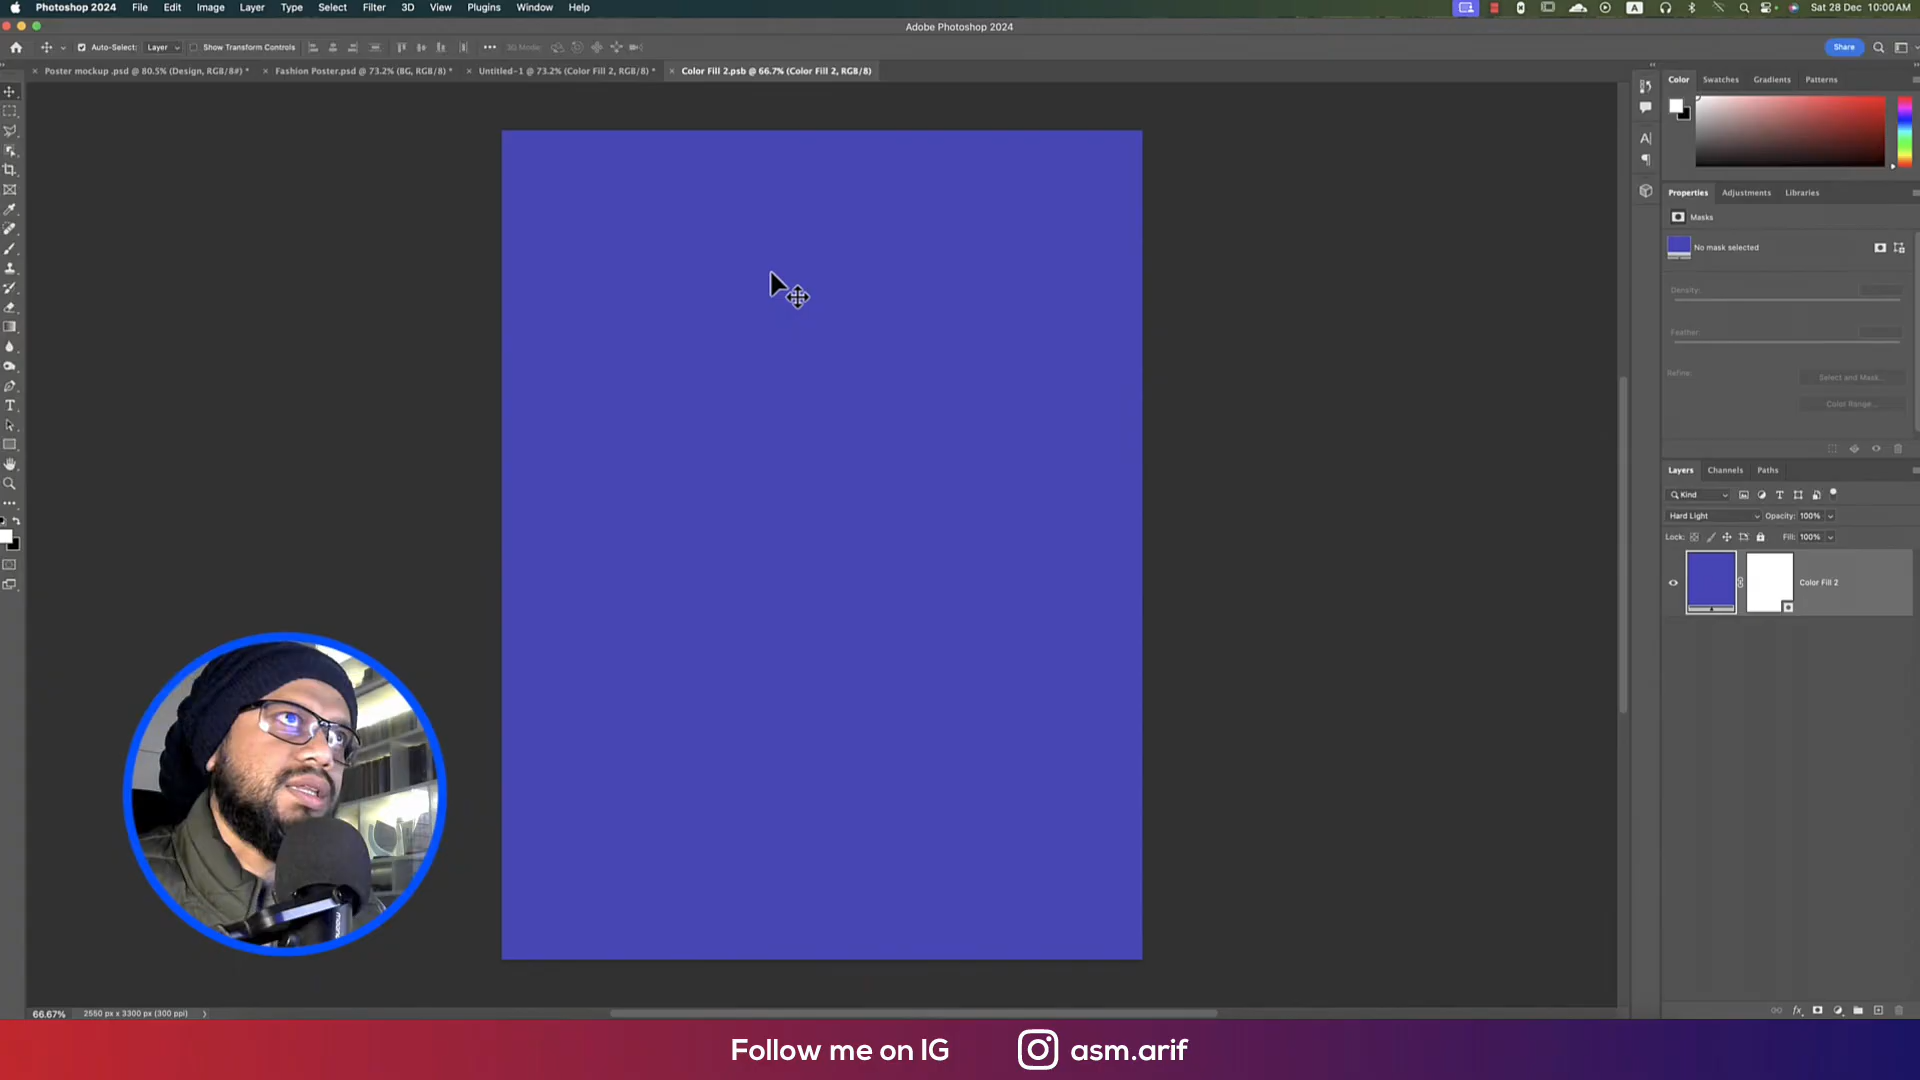 Photoshop 2024 File Edit Image Layer Type Select Filter 3D View Plugins Window Help
A Sat 28 Dec 10:00 AM
Adobe Photoshop 2024
Auto-Select: Layer Show Transform Controls 3D Mode: Share
Poster mockup .psd @ 80.5% (Design, RGB/8#) * Fashion Poster.psd @ 73.2% (BG, RGB/8) * Untitled-1 @ 73.2% (Color Fill 2, RGB/8) * Color Fill 2.psb @ 66.7% (Color Fill 2, RGB/8)
Color Swatches Gradients Patterns
Properties Adjustments Libraries
Masks
No mask selected
Density:
Feather:
Refine: Select and Mask...
Color Range...
Layers Channels Paths
Kind
Hard Light Opacity: 100%
Lock: Fill: 100%
Color Fill 2
66.67% 2550 px x 3300 px (300 ppi)
Follow me on IG asm.arif